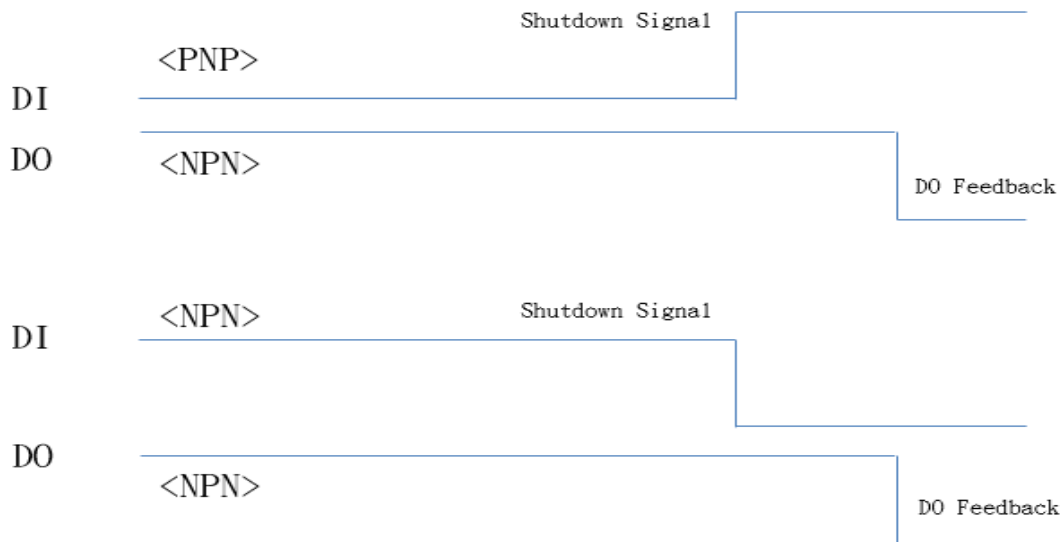 Shutdown Signal
<PNP>
DI
DO
<NPN>
DO Feedback
<NPN>
Shutdown Signal
DI
DO
<NPN>
DO Feedback